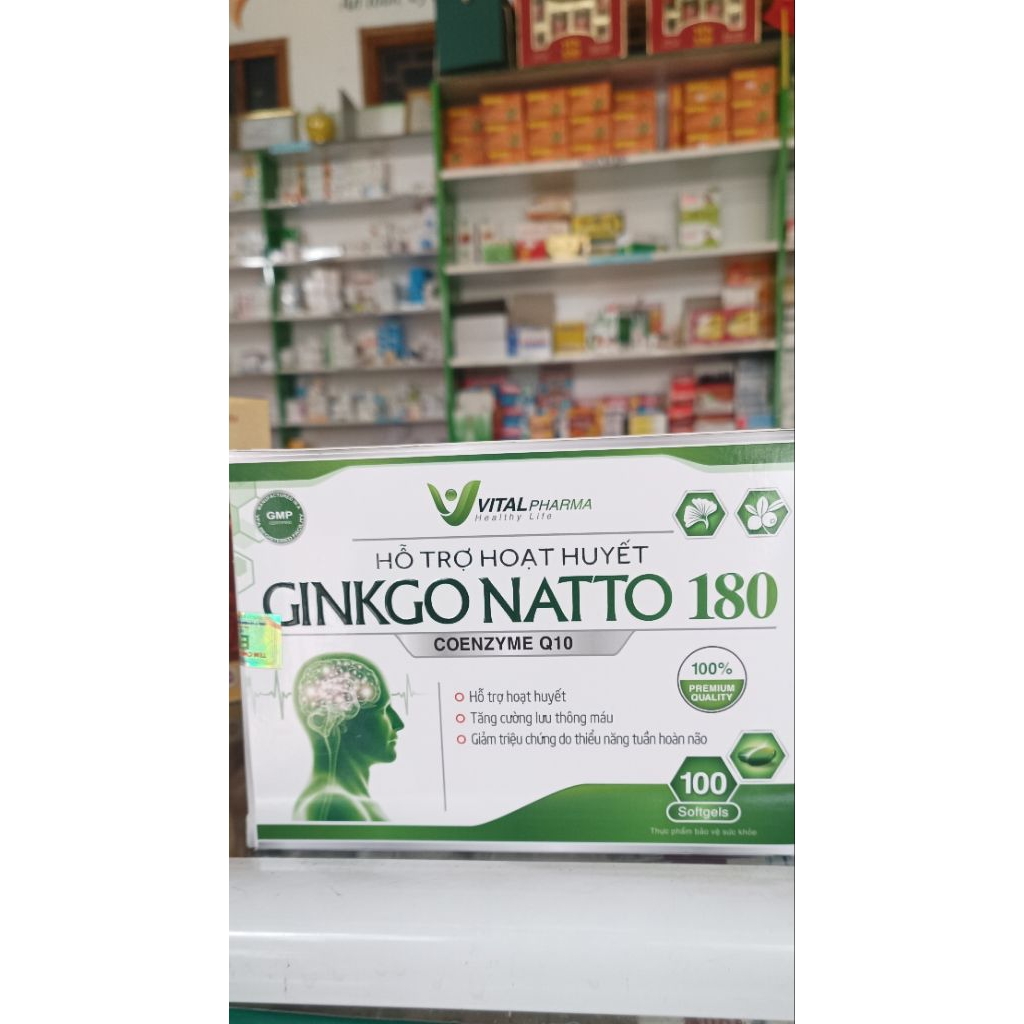 VITAL PHARMA
Healthy Life
GMP
HỖ TRỢ HOẠT HUYẾT
GINKGO NATTO 180
COENZYME Q10
100%
PREMIUM
QUALITY
Hỗ trợ hoạt huyết
Tăng cường lưu thông máu
Giảm triệu chứng do thiểu năng tuần hoàn não
100
Softgels
Thực phẩm bảo vệ sức khỏe